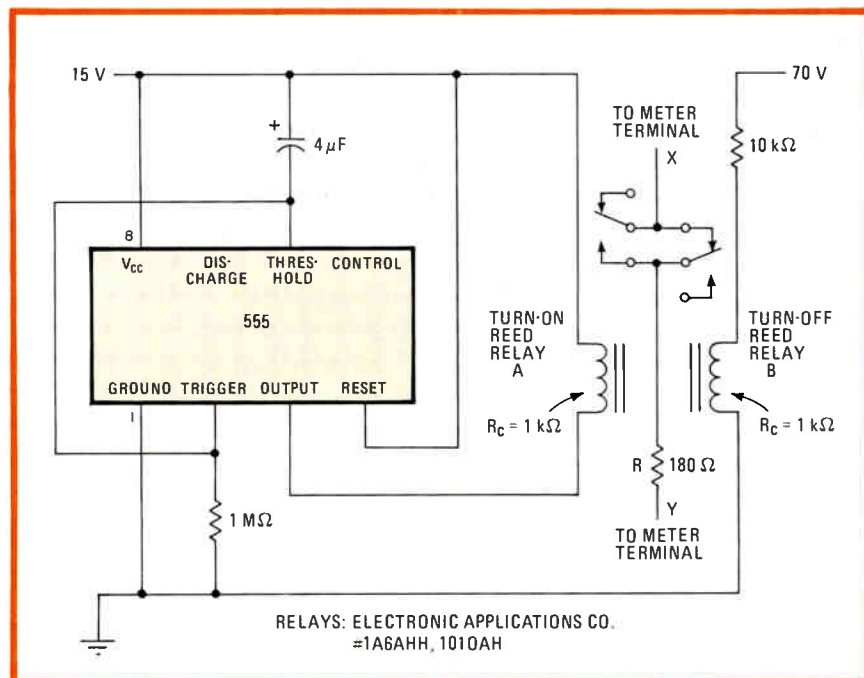 15 V
70 V
TO METER
TERMINAL
X
10 kΩ
+
4 μF
8
VCC
DIS-
CHARGE
THRES-
HOLD
CONTROL
555
GROUND
TRIGGER
OUTPUT
RESET
1
TURN-ON
REED
RELAY
A
TURN-OFF
REED
RELAY
B
RC = 1 kΩ
RC = 1 kΩ
R
180 Ω
1 MΩ
Y
TO METER
TERMINAL
RELAYS: ELECTRONIC APPLICATIONS CO.
#1A6AHH, 1010AH